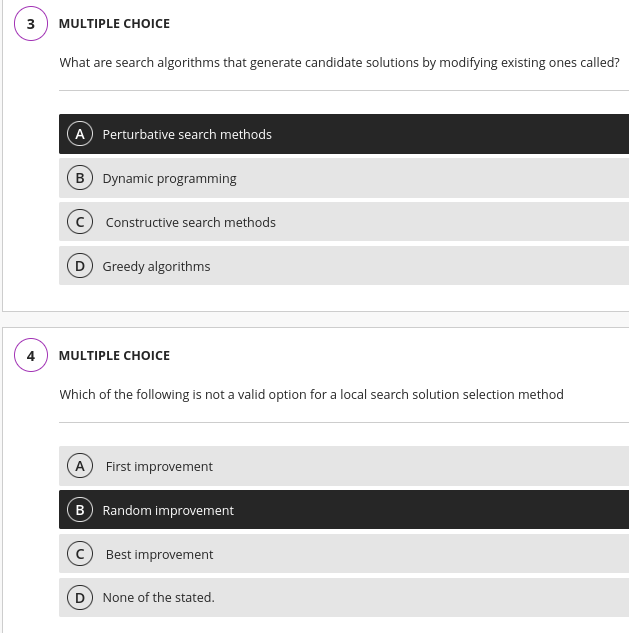 3 MULTIPLE CHOICE
What are search algorithms that generate candidate solutions by modifying existing ones called?
A Perturbative search methods
B Dynamic programming
C Constructive search methods
D Greedy algorithms
4 MULTIPLE CHOICE
Which of the following is not a valid option for a local search solution selection method
A First improvement
B Random improvement
C Best improvement
D None of the stated.